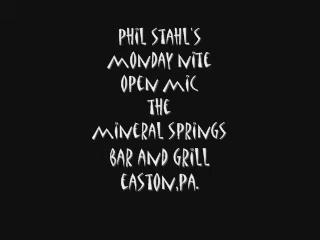 PHIL STAHL'S
MONDAY NITE
OPEN MIC
THE
MINERAL SPRINGS
BAR AND GRILL
EASTON,PA.